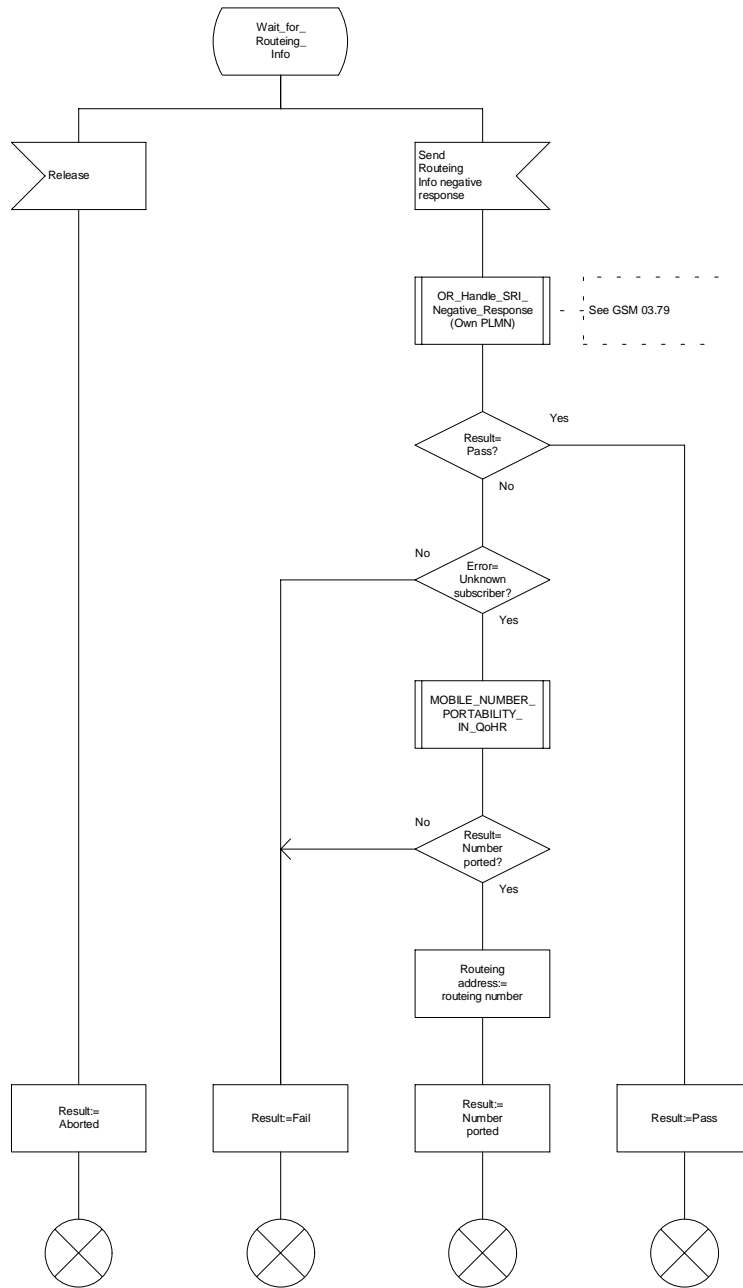 Wait_for_
Routeing_
Info
Release
Send
Routeing
Info negative
response
OR_Handle_SRI_
Negative_Response
(Own PLMN)
See GSM 03.79
Result=
Pass?
Yes
No
Error=
Unknown
subscriber?
No
Yes
MOBILE_NUMBER_
PORTABILITY_
IN_QoHR
Result=
Number
ported?
No
Yes
Routeing
address:=
routeing number
Result:=
Aborted
Result:=Fail
Result:=
Number
ported
Result:=Pass